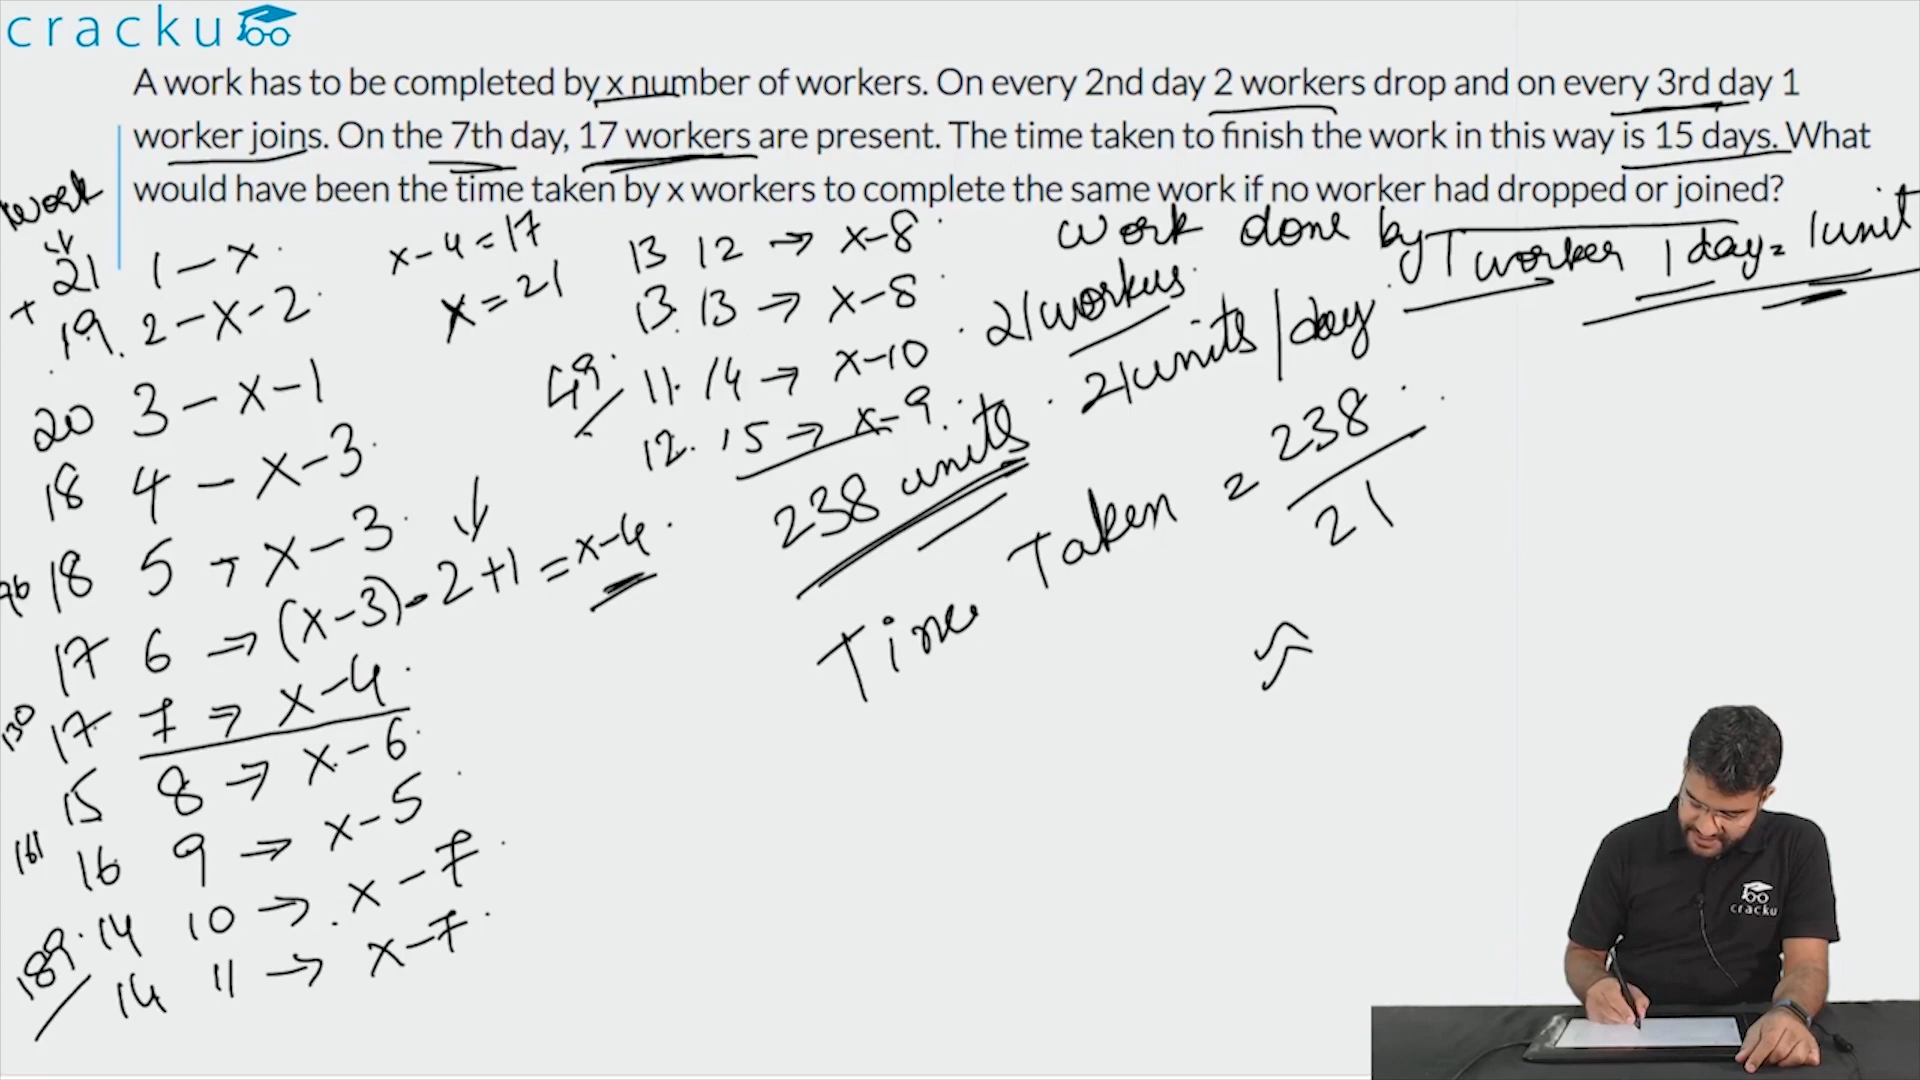 cracku
A work has to be completed by x number of workers. On every 2nd day 2 workers drop and on every 3rd day 1
worker joins. On the 7th day, 17 workers are present. The time taken to finish the work in this way is 15 days. What
would have been the time taken by x workers to complete the same work if no worker had dropped or joined?
work
21 1 - x
+ 19. 2 - x - 2
20 3 - x - 1
18 4 - x - 3
96 18 5 → x - 3
17 6 → (x-3) - 2 + 1 = x-4
130 17 7 → x-4
15 8 → x-6
161 16 9 → x-5
189 14 10 → x-7
14 11 → x-7
x-4 = 17
x = 21
13 12 → x-8
13. 13 → x-8
49 11. 14 → x-10
12. 15 → x-9
238 units
work done by 1 worker 1 day = 1 unit
21 workers
21 units / day
Time Taken = 238 / 21
cracku